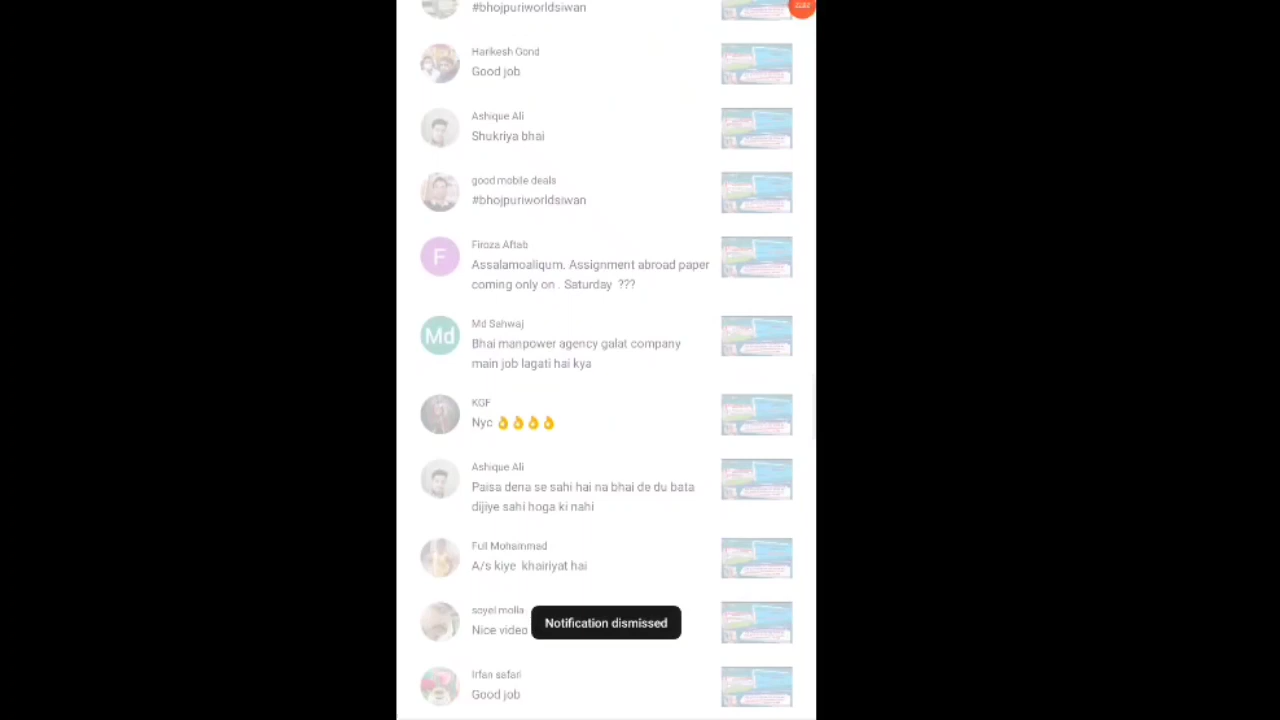 #bhojpuriworldsiwan
Harikesh Gond
Good job
Ashique Ali
Shukriya bhai
good mobile deals
#bhojpuriworldsiwan
F
Firoza Aftab
Assalamoaliqum. Assignment abroad paper
coming only on . Saturday ???
Md
Md Sahwaj
Bhai manpower agency galat company
main job lagati hai kya
KGF
Nyc 👌👌👌👌
Ashique Ali
Paisa dena se sahi hai na bhai de du bata
dijiye sahi hoga ki nahi
Full Mohammad
A/s kiye khairiyat hai
soyel molla
Nice video
Notification dismissed
Irfan safari
Good job